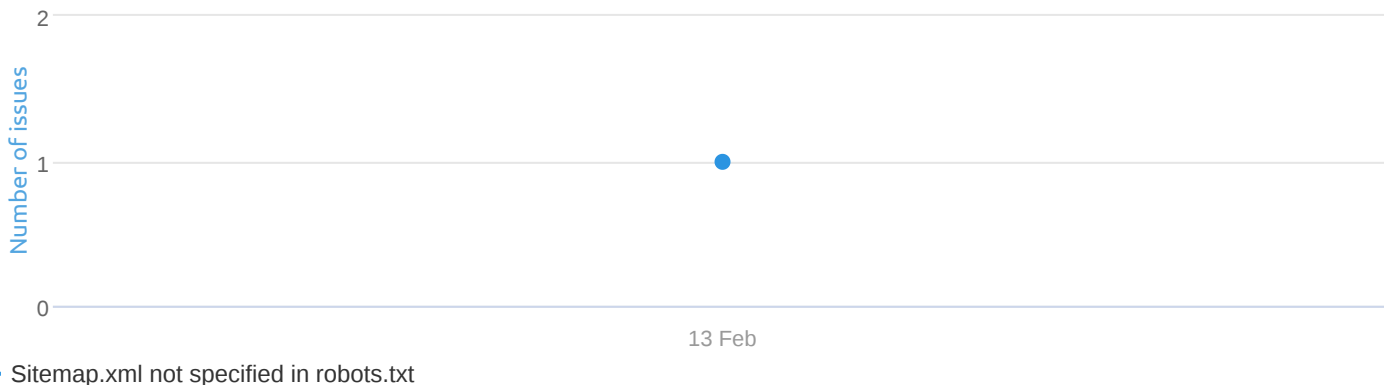 2
Number of issues
1
0
13 Feb
Sitemap.xml not specified in robots.txt